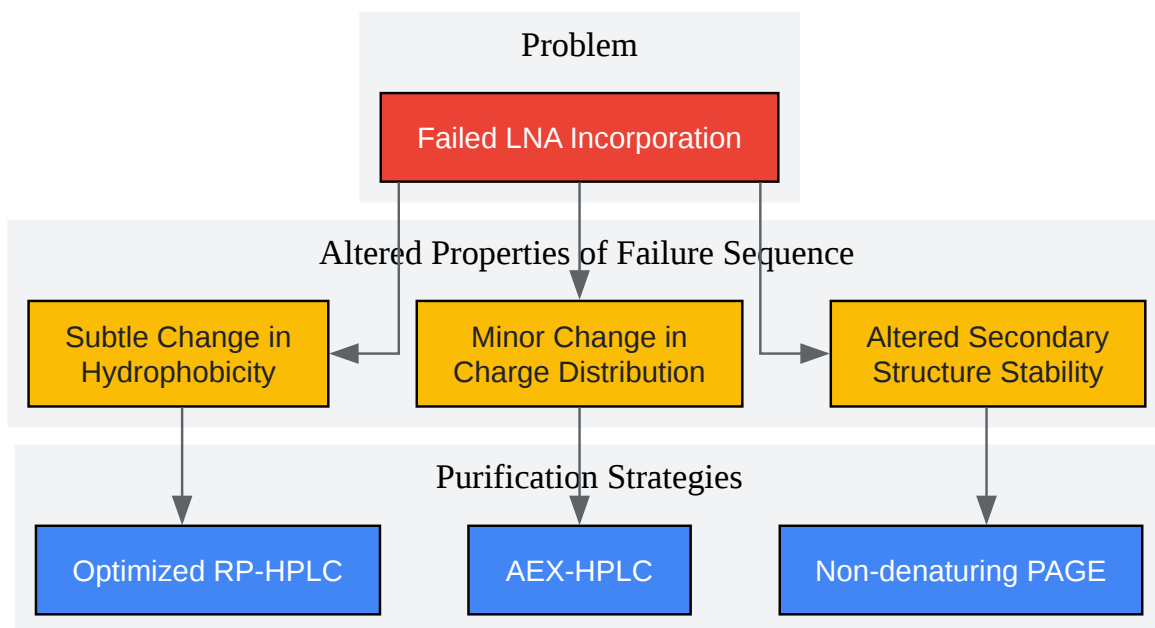 Problem
Failed LNA Incorporation
Altered Properties of Failure Sequence
Subtle Change in
Hydrophobicity
Minor Change in
Charge Distribution
Altered Secondary
Structure Stability
Purification Strategies
Optimized RP-HPLC
AEX-HPLC
Non-denaturing PAGE